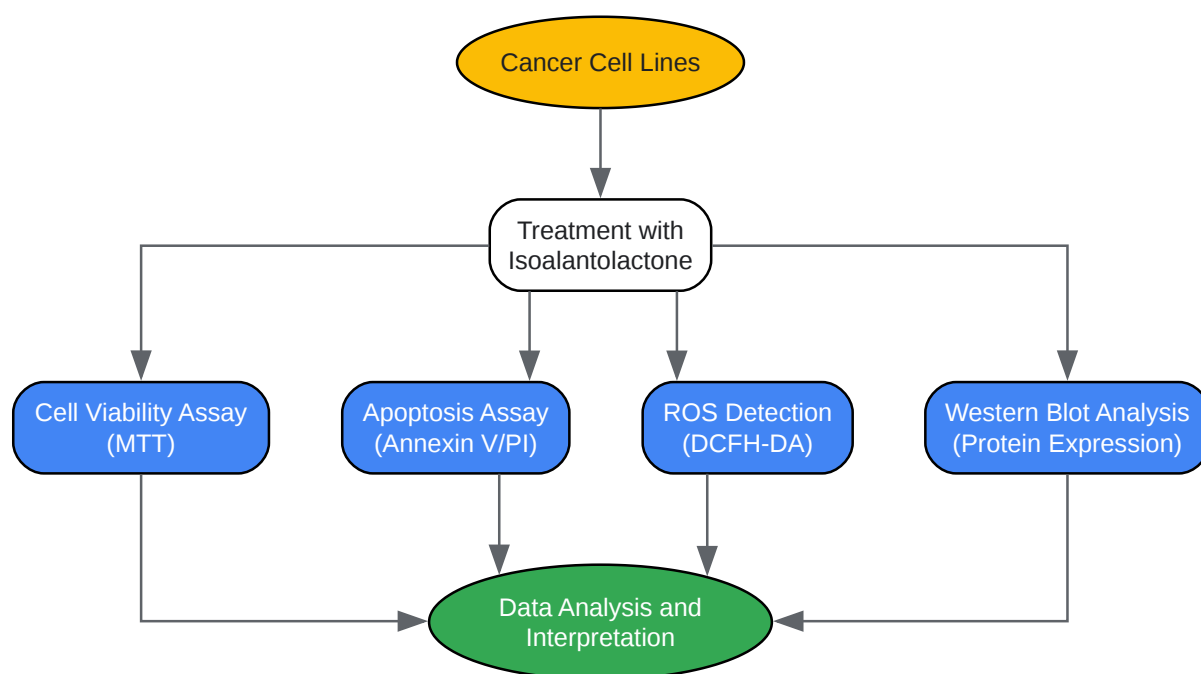 Cancer Cell Lines
Treatment with
Isoalantolactone
Cell Viability Assay
(MTT)
Apoptosis Assay
(Annexin V/PI)
ROS Detection
(DCFH-DA)
Western Blot Analysis
(Protein Expression)
Data Analysis and
Interpretation